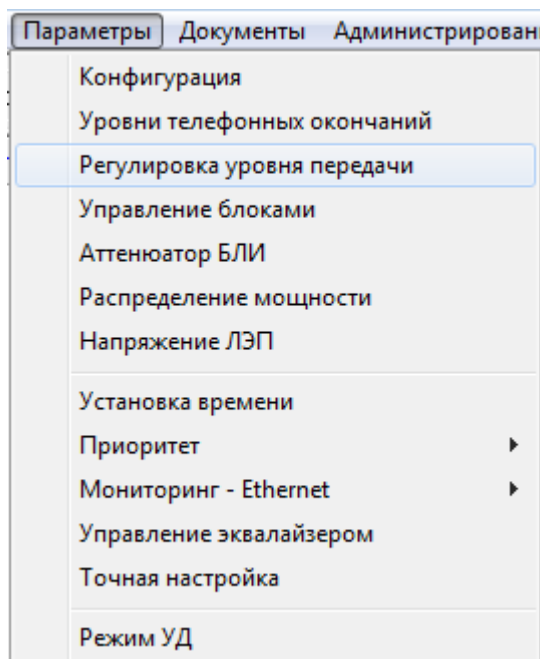 Параметры Документы Администрирован
Конфигурация
Уровни телефонных окончаний
Регулировка уровня передачи
Управление блоками
Аттенюатор БЛИ
Распределение мощности
Напряжение ЛЭП
Установка времени
Приоритет
Мониторинг - Ethernet
Управление эквалайзером
Точная настройка
Режим УД